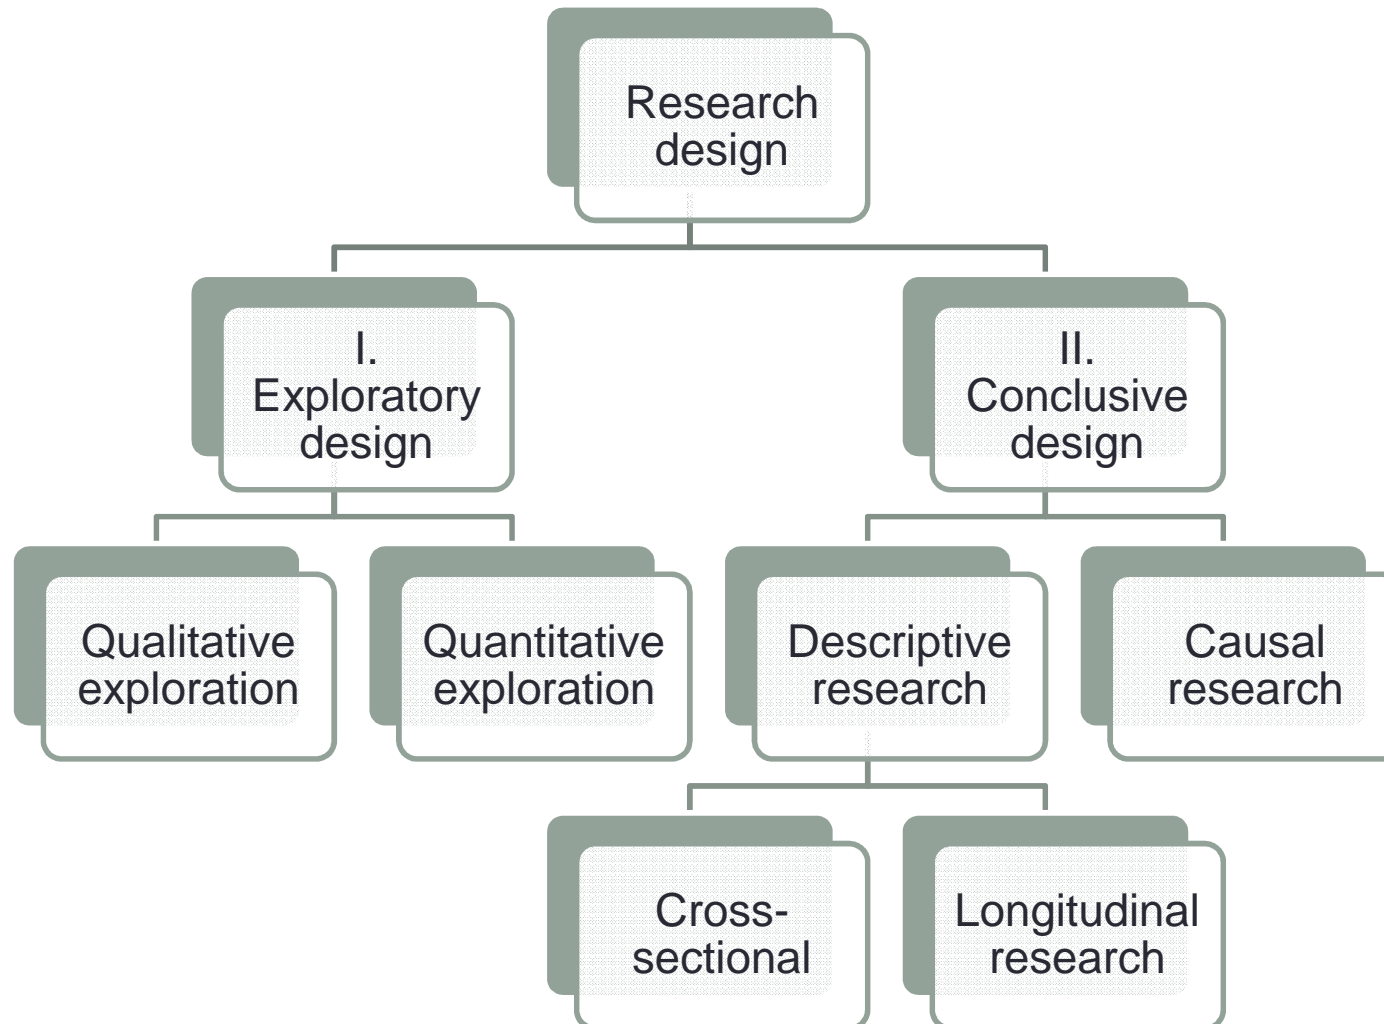 Research
design
I.
Exploratory
design
II.
Conclusive
design
Qualitative
exploration
Quantitative
exploration
Descriptive
research
Causal
research
Cross-
sectional
Longitudinal
research